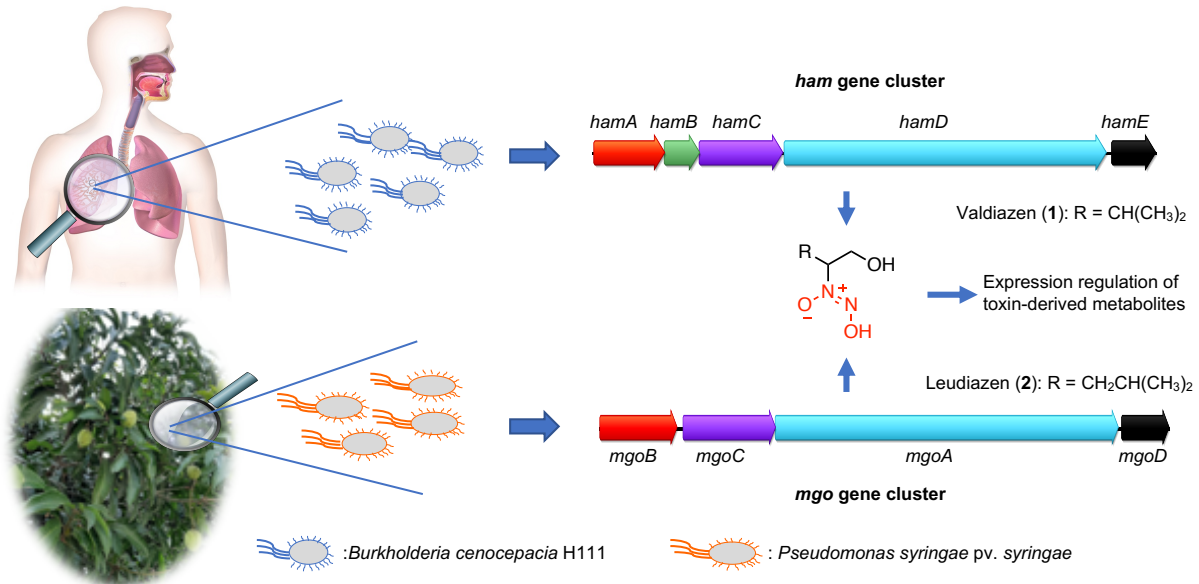 ham gene cluster
hamA hamB hamC hamD hamE
Valdiazen (1): R = CH(CH₃)₂
R
OH
N + N
O −
OH
Expression regulation of
toxin-derived metabolites
Leudiazen (2): R = CH₂CH(CH₃)₂
mgoB mgoC mgoA mgoD
mgo gene cluster
:Burkholderia cenocepacia H111
: Pseudomonas syringae pv. syringae